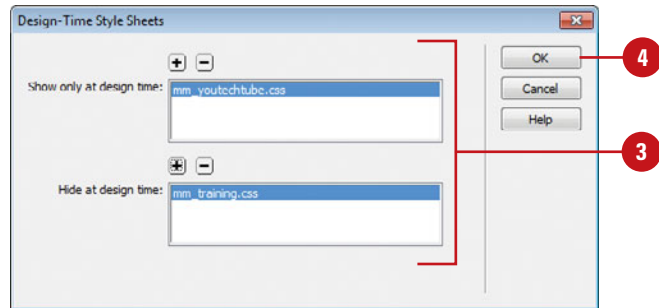 Design-Time Style Sheets
OK
4
Show only at design time:
mm_youtechtube.css
Cancel
Help
3
Hide at design time:
mm_training.css